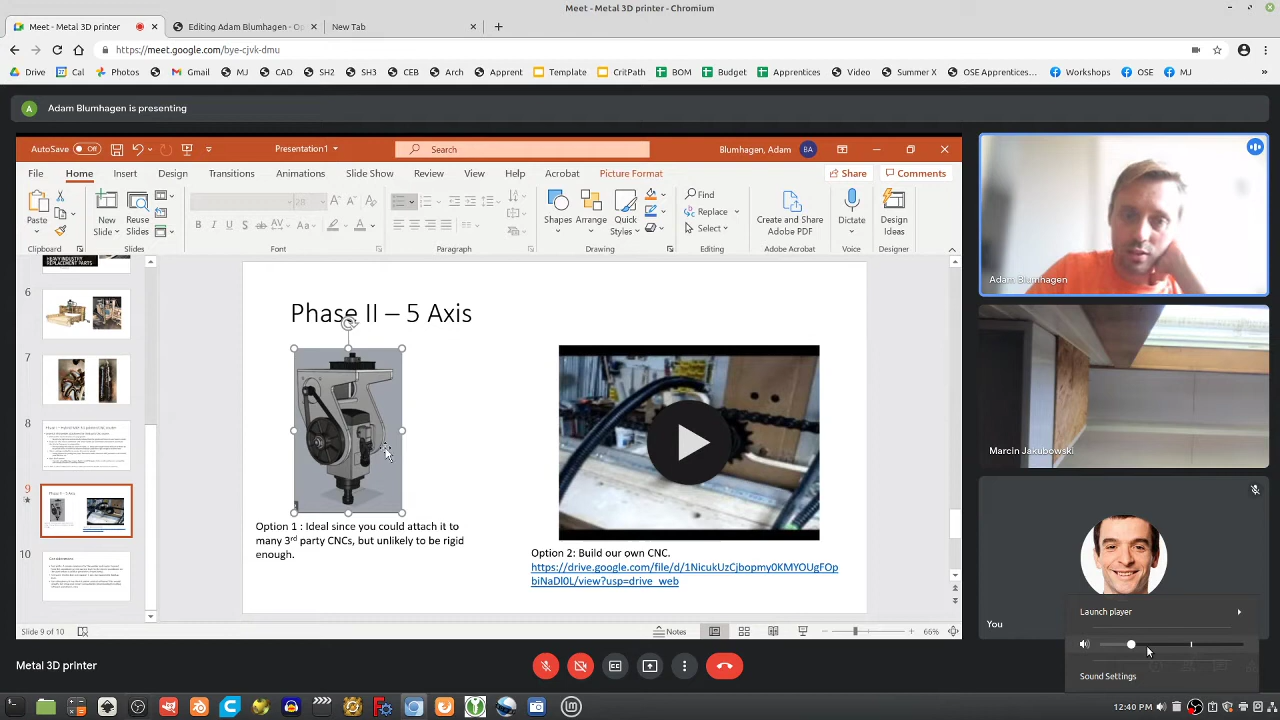 Meet - Metal 3D printer - Chromium
Meet - Metal 3D printer
Editing Adam Blumhagen - O
New Tab
https://meet.google.com/bye-cjvk-dmu
Drive Cal Photos Gmail MJ CAD SH2 SH3 CEB Arch Apprent Template CritPath BOM Budget Apprentices Video Summer X OSE Apprentices... Workshops OSE MJ
A Adam Blumhagen is presenting
AutoSave Off Presentation1 Search Blumhagen, Adam BA
File Home Insert Design Transitions Slide Show Review View Help Acrobat Picture Format Share Comments
Paste New Slide Reuse Slides 28 Shapes Arrange Quick Styles Find Replace Select Create and Share Adobe PDF Dictate Design Ideas
Clipboard Slides Font Paragraph Drawing Editing Adobe Acrobat Voice Designer
HEAVY INDUSTRY
REPLACEMENT PARTS
6
7
8
9
10
Phase II – 5 Axis
Option 1 : Ideal since you could attach it to
many 3rd party CNCs, but unlikely to be rigid
enough.
Option 2: Build our own CNC.
https://drive.google.com/file/d/1NicukUzCjbopmy0KMYOUgFOp
biNaDl0L/view?usp=drive_web
Slide 9 of 10 Notes 66%
Adam Blumhagen
Marcin Jakubowski
You
Launch player
Sound Settings
Metal 3D printer
12:40 PM